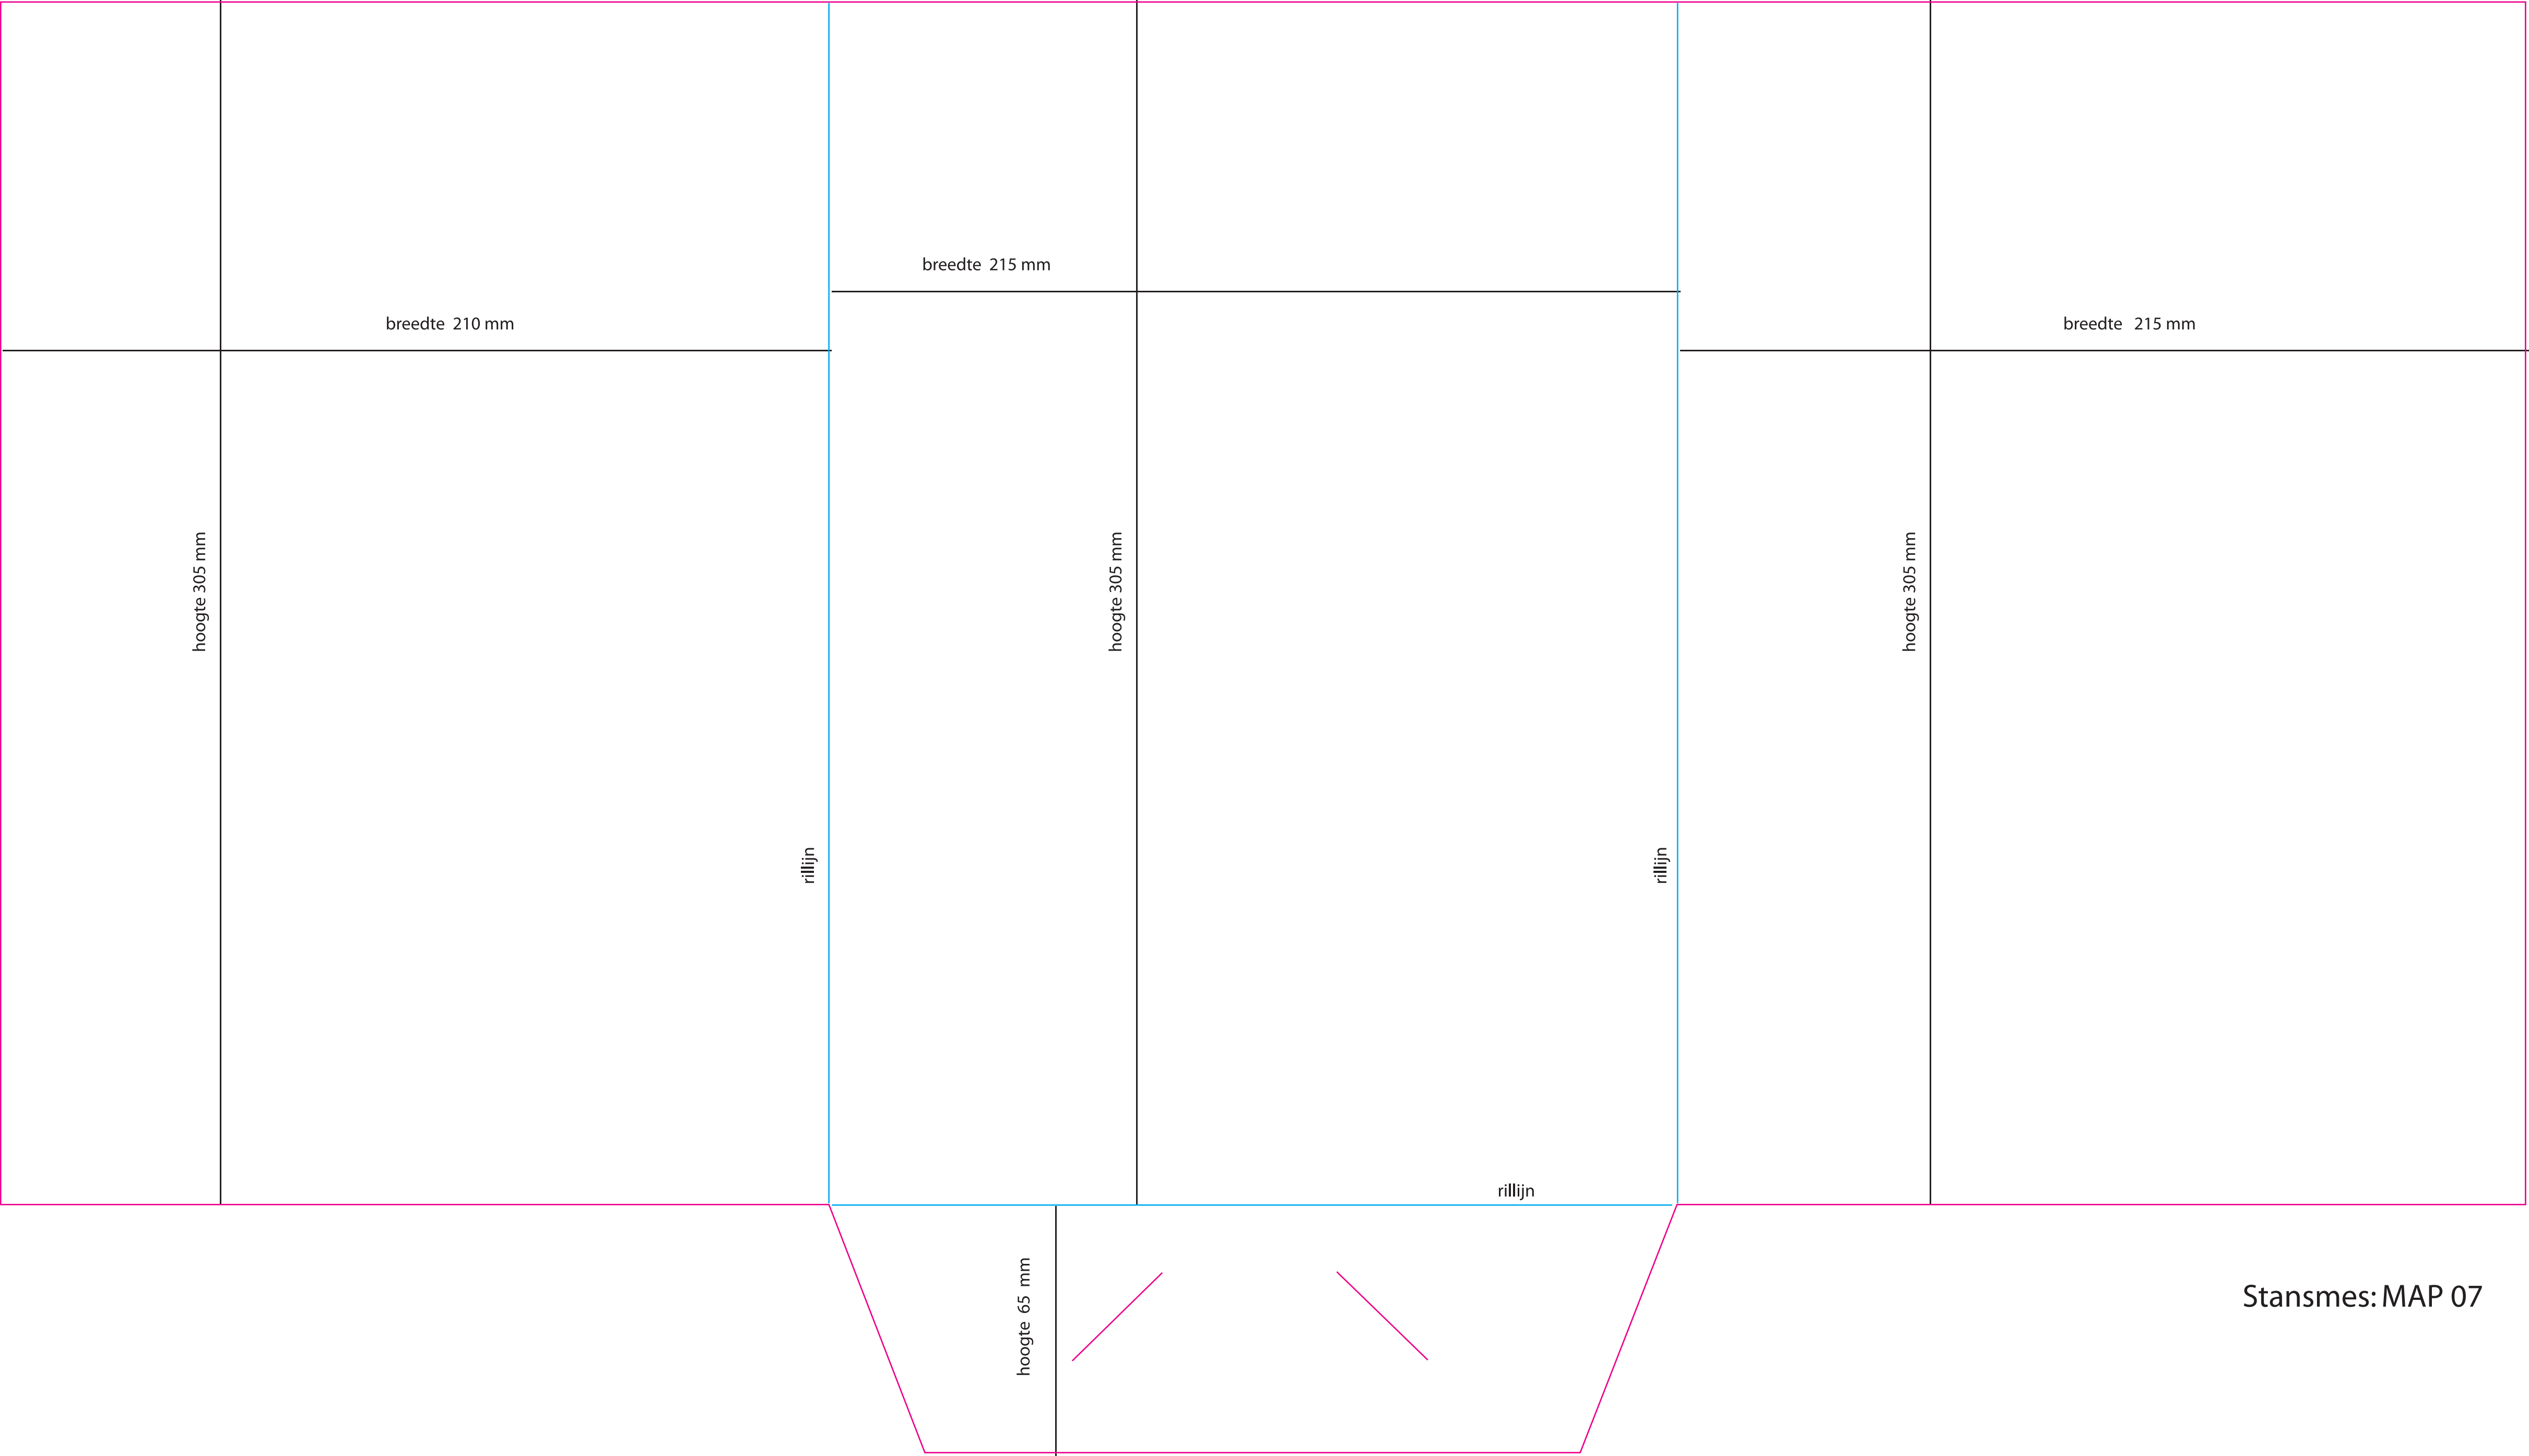 breedte 215 mm
breedte 210 mm
breedte 215 mm
hoogte 305 mm
hoogte 305 mm
hoogte 305 mm
rillijn
rillijn
rillijn
hoogte 65 mm
Stansmes: MAP 07